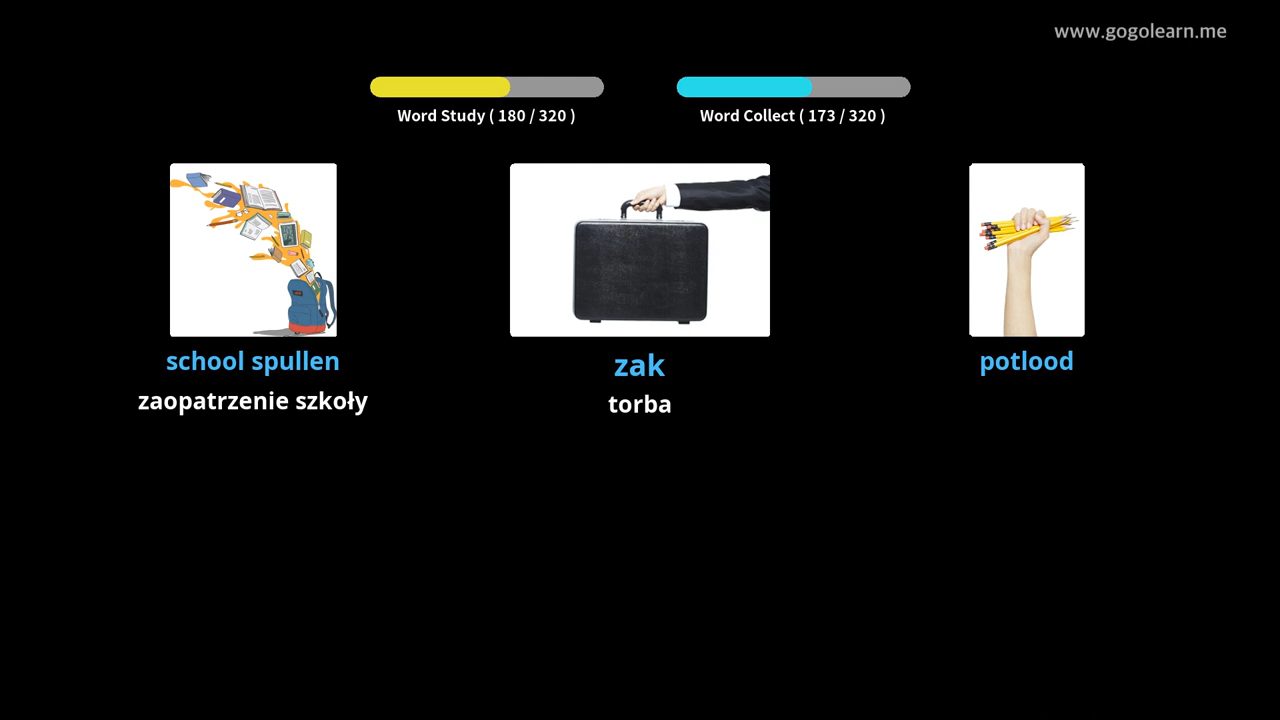 www.gogolearn.me
Word Study ( 180 / 320 )
Word Collect ( 173 / 320 )
school spullen
zak
potlood
zaopatrzenie szkoły
torba